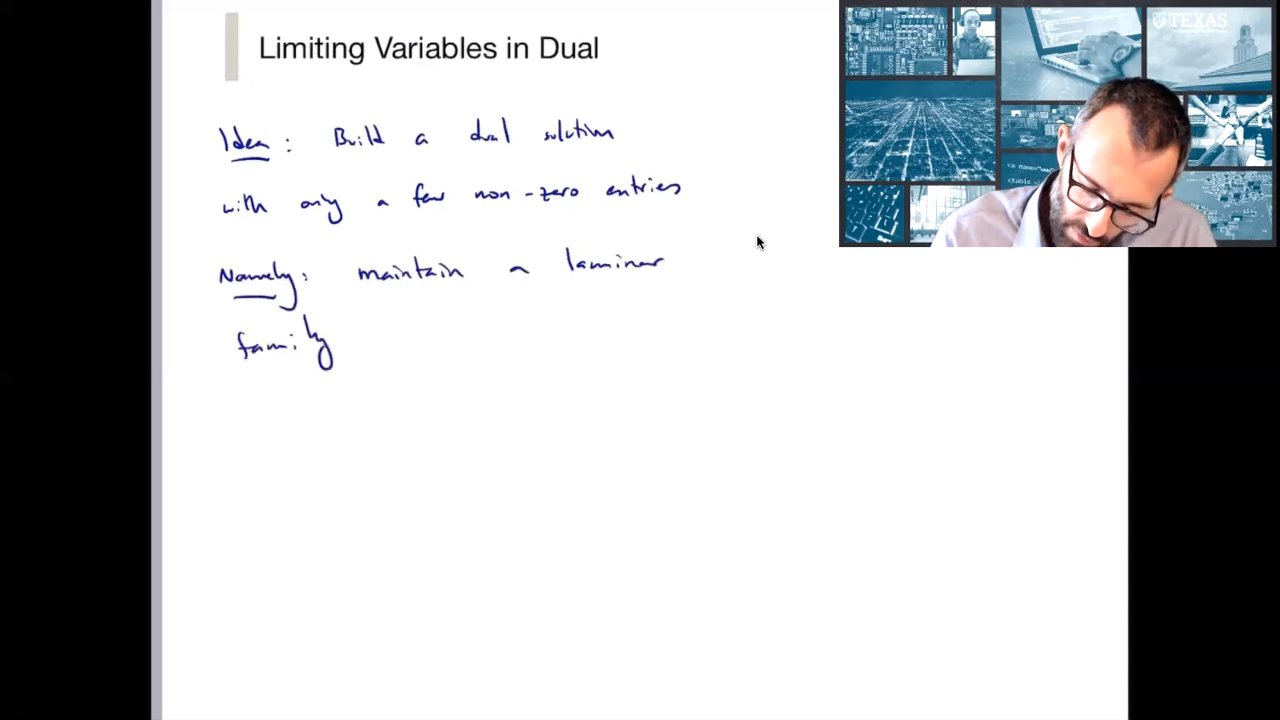 Limiting Variables in Dual
TEXAS
Idea: Build a dual solution
with only a few non-zero entries
Namely: maintain a laminar
family